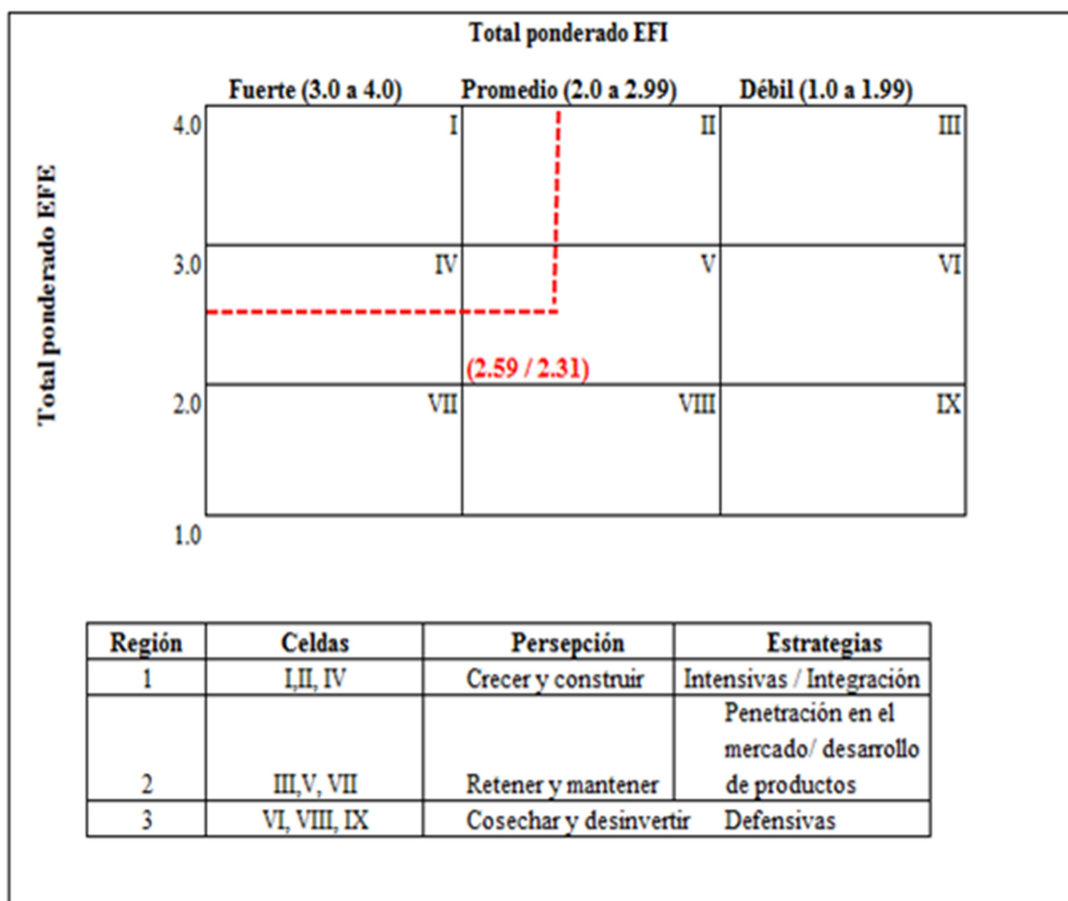 Total ponderado EFI
Fuerte (3.0 a 4.0) Promedio (2.0 a 2.99) Débil (1.0 a 1.99)
Total ponderado EFE
4.0 I II III
3.0 IV V VI
(2.59 / 2.31)
2.0 VII VIII IX
1.0
Región Celdas Persepción Estrategias
1 I,II, IV Crecer y construir Intensivas / Integración
Penetración en el
mercado/ desarrollo
2 III,V, VII Retener y mantener de productos
3 VI, VIII, IX Cosechar y desinvertir Defensivas